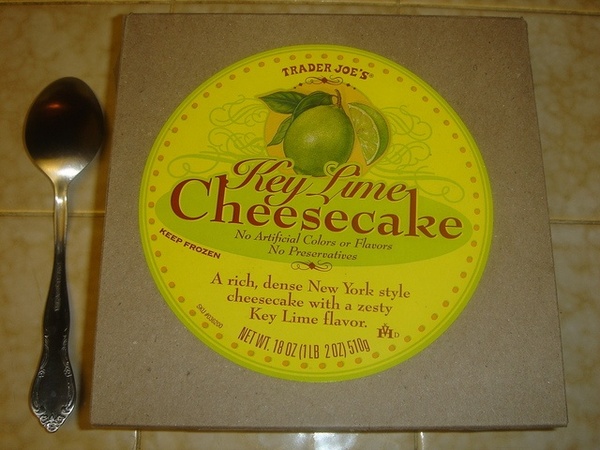 TRADER JOE'S®
Key Lime
Cheesecake
No Artificial Colors or Flavors
No Preservatives
KEEP FROZEN
A rich, dense New York style
cheesecake with a zesty
Key Lime flavor.
NET WT. 18 OZ (1 LB 2 OZ) 510g